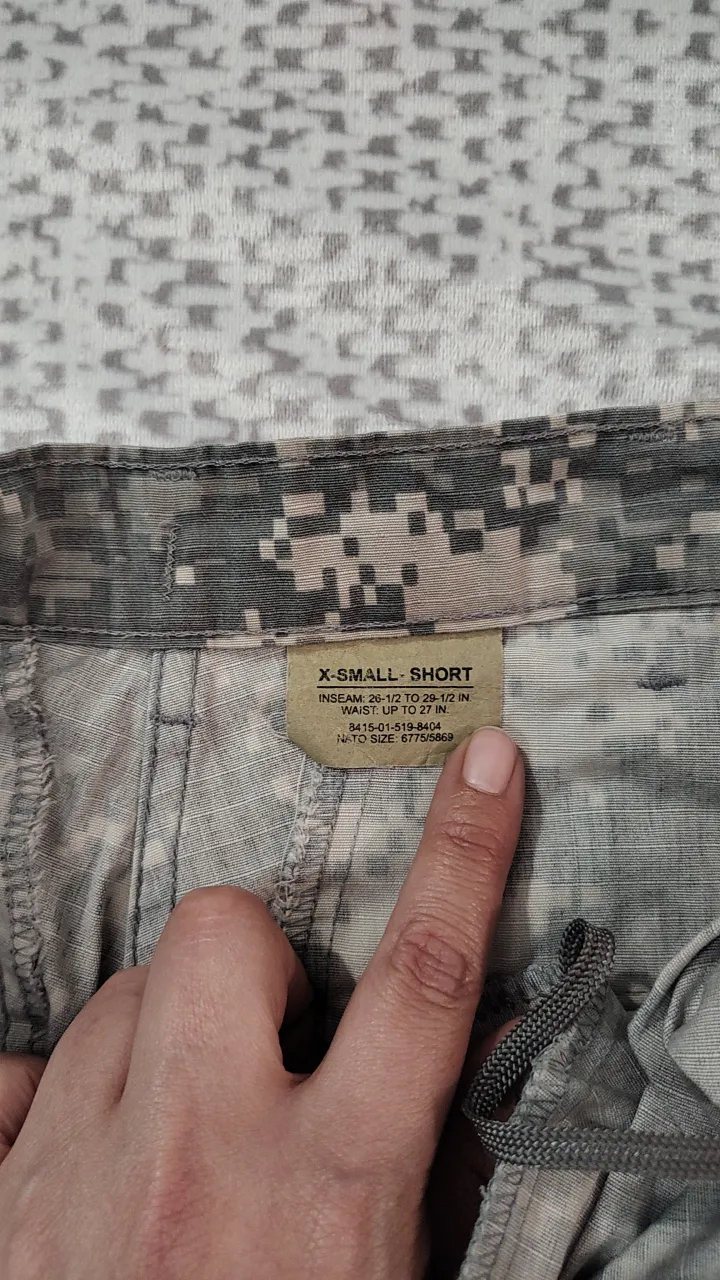 X-SMALL- SHORT
INSEAM: 26-1/2 TO 29-1/2 IN.
WAIST: UP TO 27 IN.
8415-01-519-8404
NATO SIZE: 6775/5869